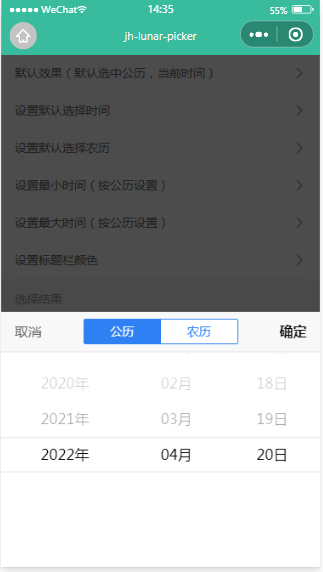 WeChat 14:35 55%
jh-lunar-picker
默认效果（默认选中公历，当前时间）
设置默认选择时间
设置默认选择农历
设置最小时间（按公历设置）
设置最大时间（按公历设置）
设置标题栏颜色
选择结果
取消 公历 农历 确定
2020年 02月 18日
2021年 03月 19日
2022年 04月 20日